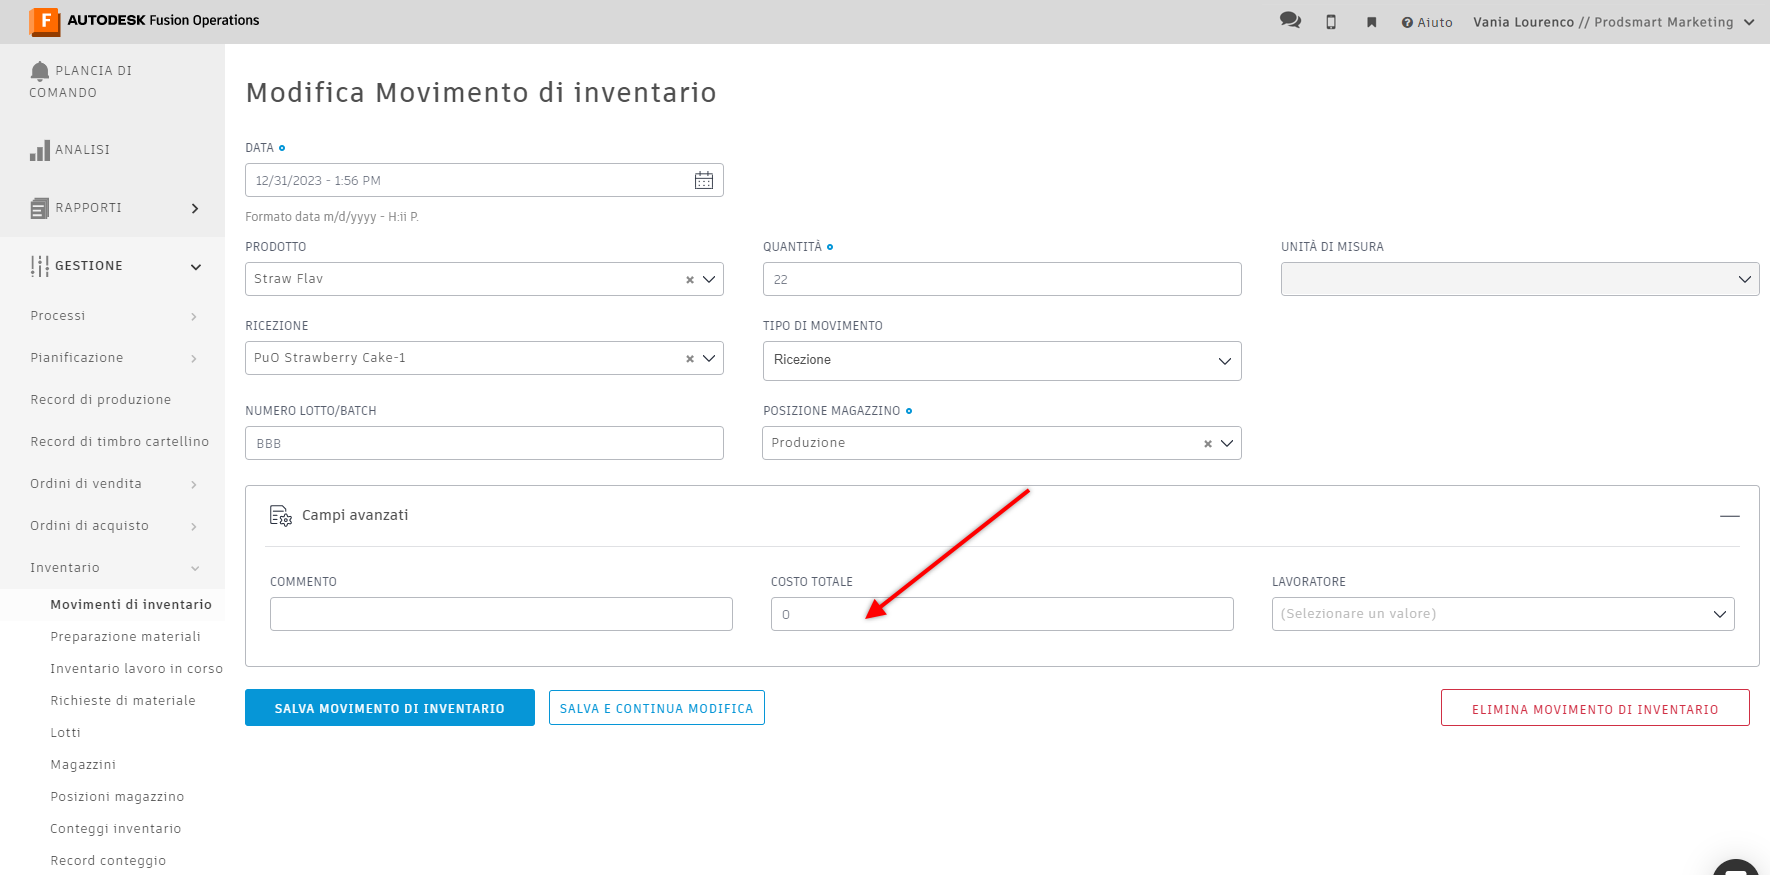 AUTODESK Fusion Operations
Aiuto
Vania Lourenco // Prodsmart Marketing
PLANCIA DI
COMANDO
ANALISI
RAPPORTI
GESTIONE
Processi
Pianificazione
Record di produzione
Record di timbro cartellino
Ordini di vendita
Ordini di acquisto
Inventario
Movimenti di inventario
Preparazione materiali
Inventario lavoro in corso
Richieste di materiale
Lotti
Magazzini
Posizioni magazzino
Conteggi inventario
Record conteggio
Modifica Movimento di inventario
DATA
12/31/2023 - 1:56 PM
Formato data m/d/yyyy - H:ii P.
PRODOTTO
Straw Flav
QUANTITÀ
22
UNITÀ DI MISURA
RICEZIONE
PuO Strawberry Cake-1
TIPO DI MOVIMENTO
Ricezione
NUMERO LOTTO/BATCH
BBB
POSIZIONE MAGAZZINO
Produzione
Campi avanzati
COMMENTO
COSTO TOTALE
0
LAVORATORE
(Selezionare un valore)
SALVA MOVIMENTO DI INVENTARIO
SALVA E CONTINUA MODIFICA
ELIMINA MOVIMENTO DI INVENTARIO